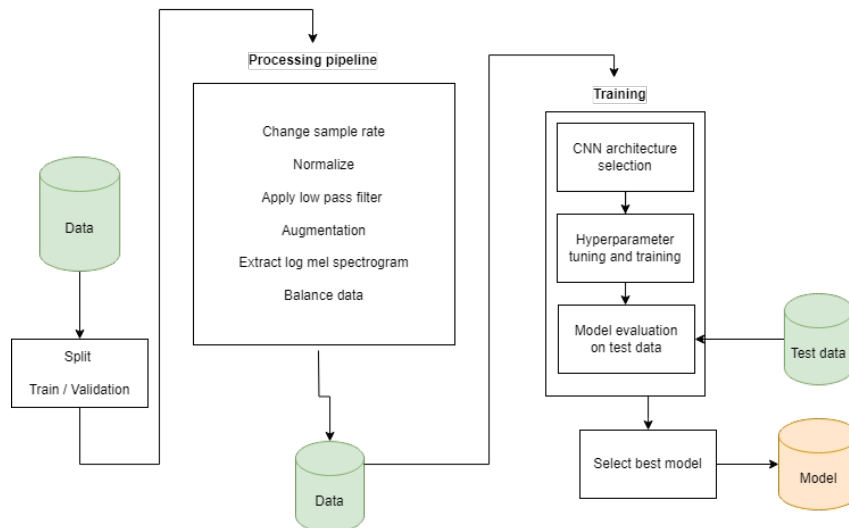 Processing pipeline
Change sample rate
Normalize
Apply low pass filter
Augmentation
Extract log mel spectrogram
Balance data
Data
Split
Train / Validation
Data
Training
CNN architecture
selection
Hyperparameter
tuning and training
Model evaluation
on test data
Test data
Select best model
Model